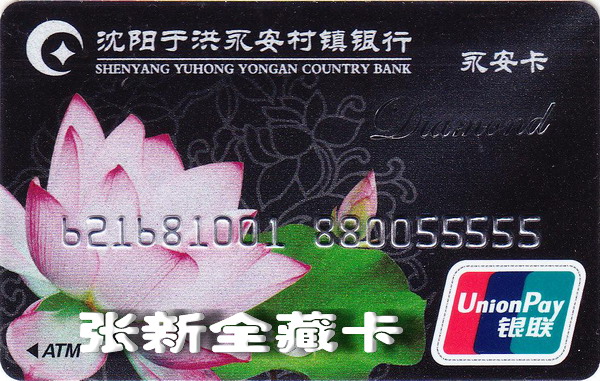 沈阳于洪永安村镇银行
SHENYANG YUHONG YONGAN COUNTRY BANK
永安卡
Diamond
621681001 880055555
UnionPay
银联
ATM
张新全藏卡